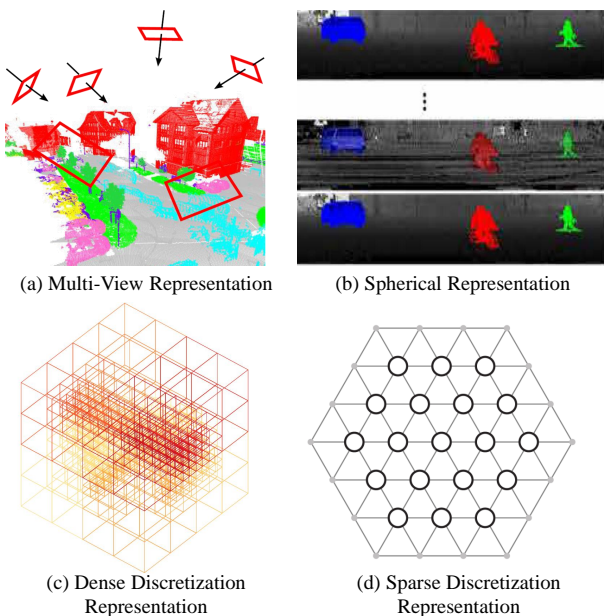 (a) Multi-View Representation
(b) Spherical Representation
(c) Dense Discretization
Representation
(d) Sparse Discretization
Representation